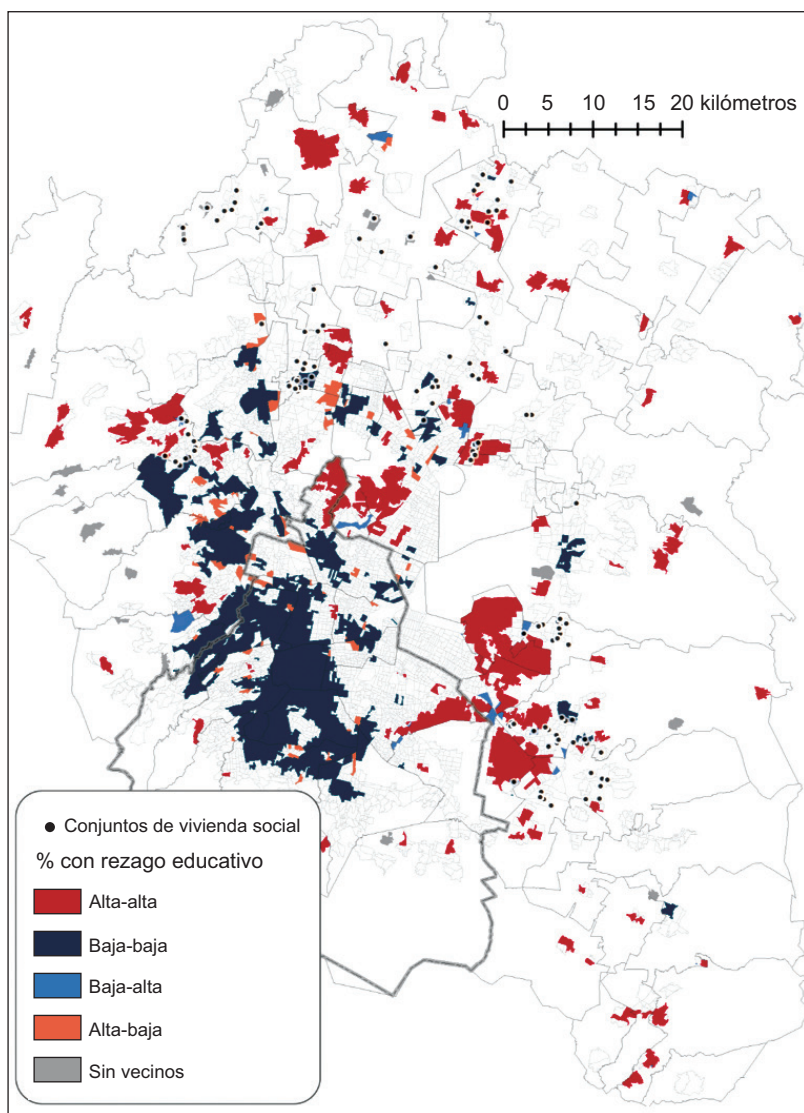 0 5 10 15 20 kilómetros
Conjuntos de vivienda social
% con rezago educativo
Alta-alta
Baja-baja
Baja-alta
Alta-baja
Sin vecinos